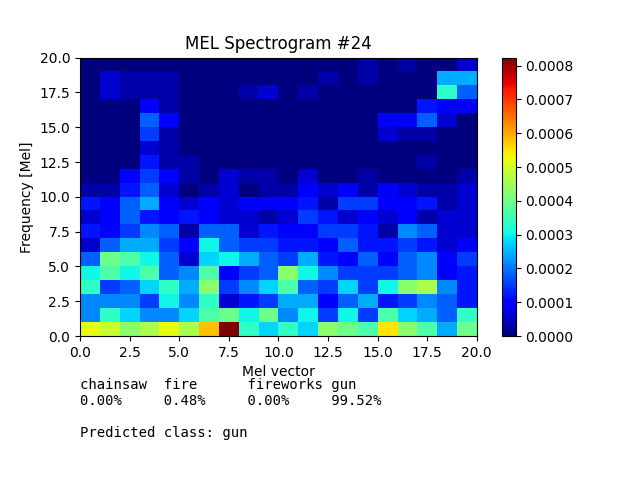 MEL Spectrogram #24
20.0
17.5
15.0
12.5
10.0
7.5
5.0
2.5
0.0
Frequency [Mel]
0.0 2.5 5.0 7.5 10.0 12.5 15.0 17.5 20.0
Mel vector
0.0008
0.0007
0.0006
0.0005
0.0004
0.0003
0.0002
0.0001
0.0000
chainsaw fire fireworks gun
0.00% 0.48% 0.00% 99.52%
Predicted class: gun